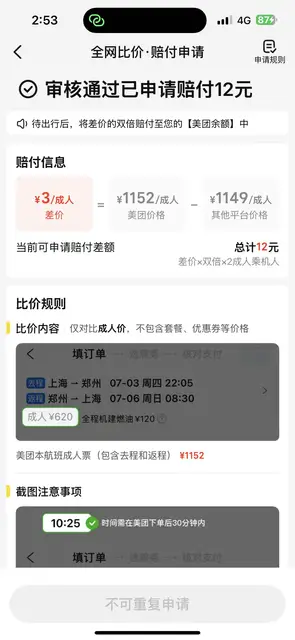 2:53
4G
87
全网比价·赔付申请
申请规则
审核通过已申请赔付12元
待出行后，将差价的双倍赔付至您的【美团余额】中
赔付信息
¥3/成人
差价
=
¥1152/成人
美团价格
−
¥1149/成人
其他平台价格
当前可申请赔付差额
总计12元
差价×双倍×2成人乘机人
比价规则
比价内容 仅对比成人价，不包含套餐、优惠券等价格
填订单
去程 上海 → 郑州 07-03 周四 22:05
返程 郑州 → 上海 07-06 周日 08:30
成人 ¥620 全程机建燃油 ¥120
美团本航班成人票（包含去程和返程） ¥1152
截图注意事项
10:25 时间需在美团下单后30分钟内
填订单
不可重复申请